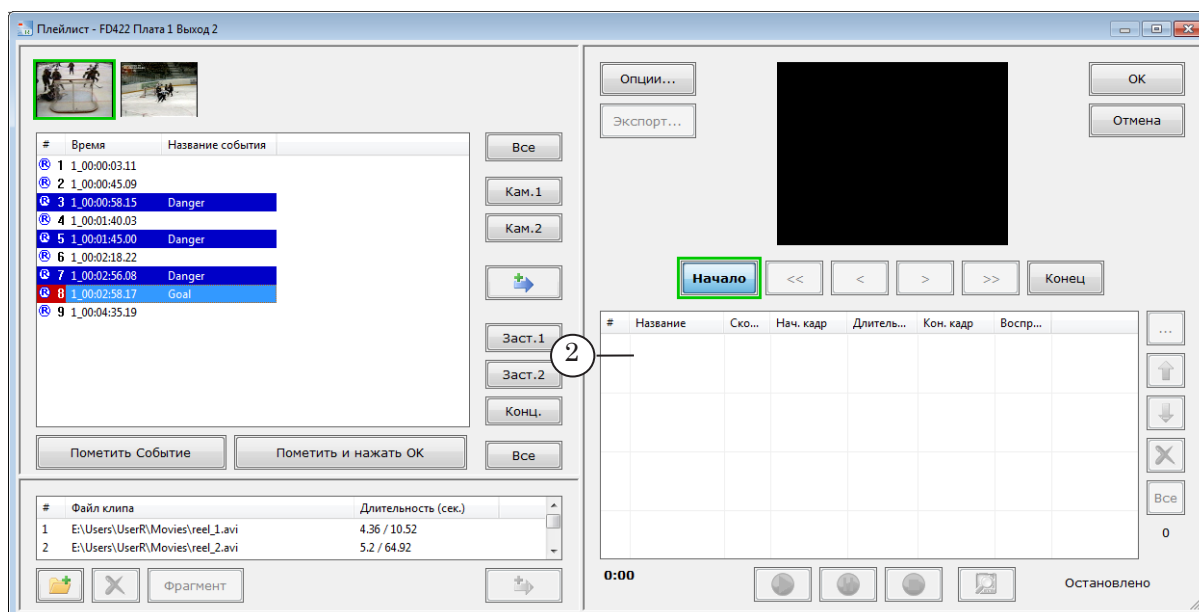 Плейлист - FD422 Плата 1 Выход 2
# Время Название события
R 1 1_00:00:03.11
R 2 1_00:00:45.09
R 3 1_00:00:58.15 Danger
R 4 1_00:01:40.03
R 5 1_00:01:45.00 Danger
R 6 1_00:02:18.22
R 7 1_00:02:56.08 Danger
R 8 1_00:02:58.17 Goal
R 9 1_00:04:35.19
Все
Кам.1
Кам.2
Заст.1
Заст.2
Конц.
Все
Пометить Событие
Пометить и нажать ОК
# Файл клипа Длительность (сек.)
1 E:\Users\UserR\Movies\reel_1.avi 4.36 / 10.52
2 E:\Users\UserR\Movies\reel_2.avi 5.2 / 64.92
Фрагмент
Опции...
Экспорт...
ОК
Отмена
Начало << < > >> Конец
# Название Ско... Нач. кадр Длитель... Кон. кадр Воспр...
2
...
Все
0
0:00
Остановлено